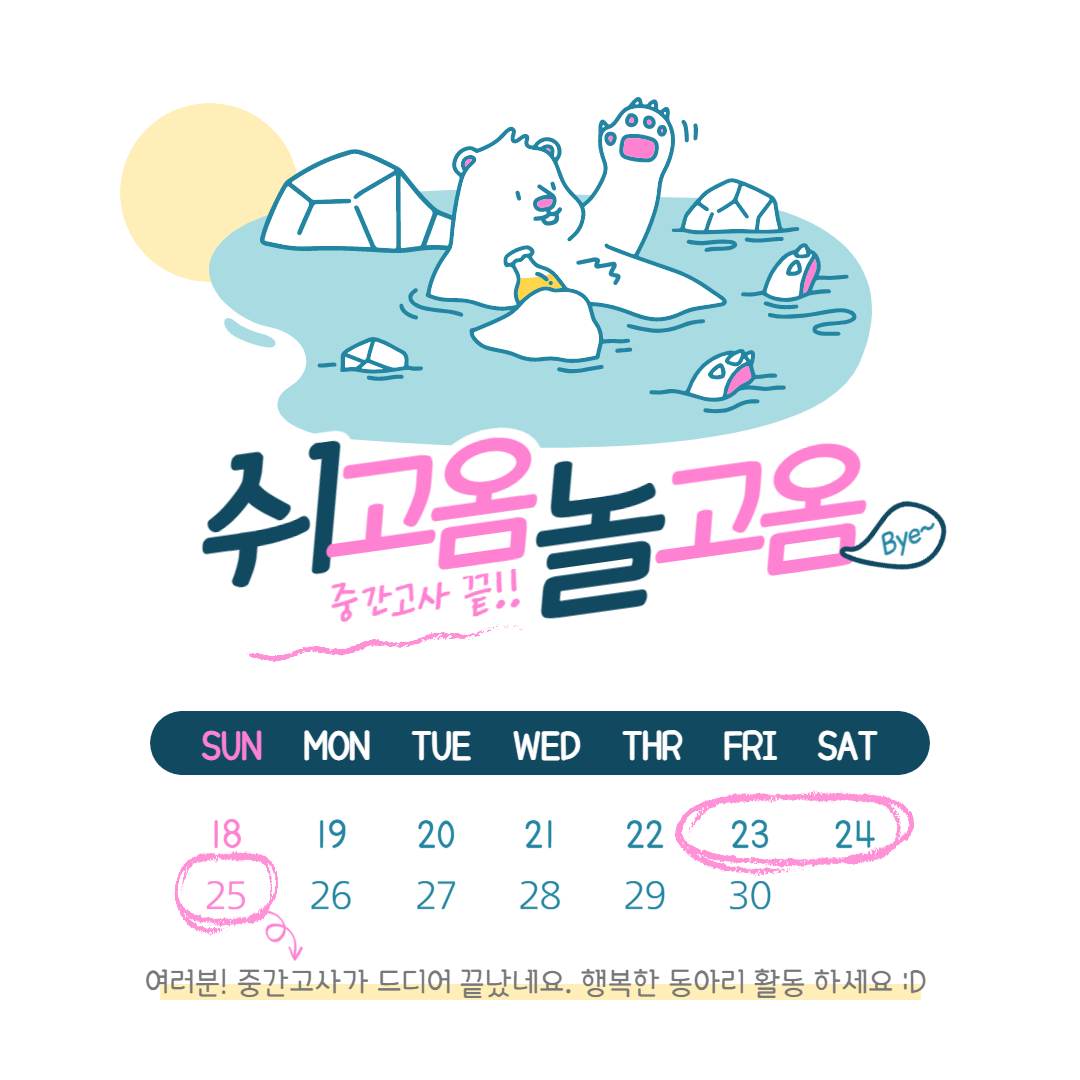 쉬고옴 놀고옴
Bye~
중간고사 끝!!
SUN MON TUE WED THR FRI SAT
18 19 20 21 22 23 24
25 26 27 28 29 30
여러분! 중간고사가 드디어 끝났네요. 행복한 동아리 활동 하세요 :D